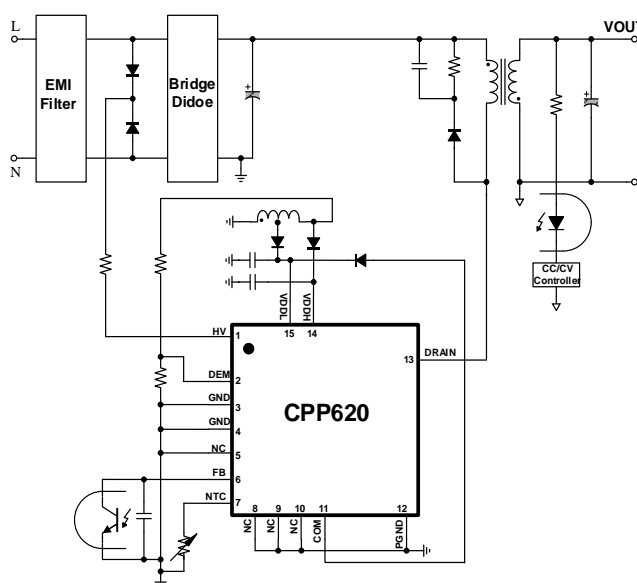 L
VOUT
EMI
Filter
Bridge
Didoe
N
CC/CV
Controller
VDDL
VDDH
15
14
HV
1
13
DRAIN
DEM
2
GND
3
CPP620
GND
4
NC
5
FB
6
NTC
7
8
9
10
11
12
NC
NC
NC
COM
PGND